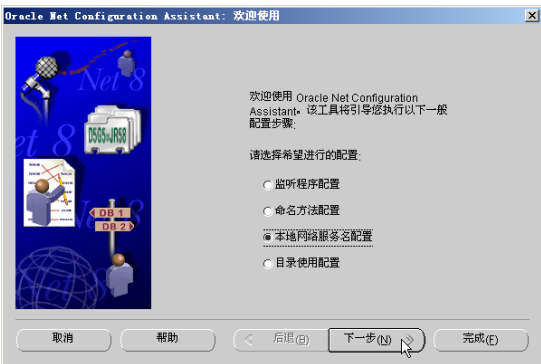 Oracle Net Configuration Assistant: 欢迎使用
Net 8
et 8
DSGS-JRS8
Net 8
DB 1
DB 2
欢迎使用 Oracle Net Configuration
Assistant。该工具将引导您执行以下一般
配置步骤:
请选择希望进行的配置:
监听程序配置
命名方法配置
本地网络服务名配置
目录使用配置
取消
帮助
后退(B)
下一步(N)
完成(F)